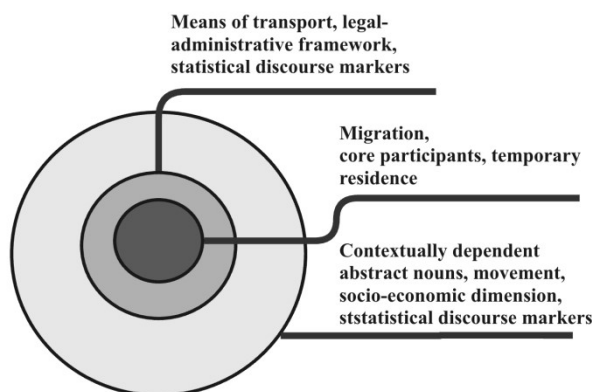 Means of transport, legal-
administrative framework,
statistical discourse markers
Migration,
core participants, temporary
residence
Contextually dependent
abstract nouns, movement,
socio-economic dimension,
ststatistical discourse markers